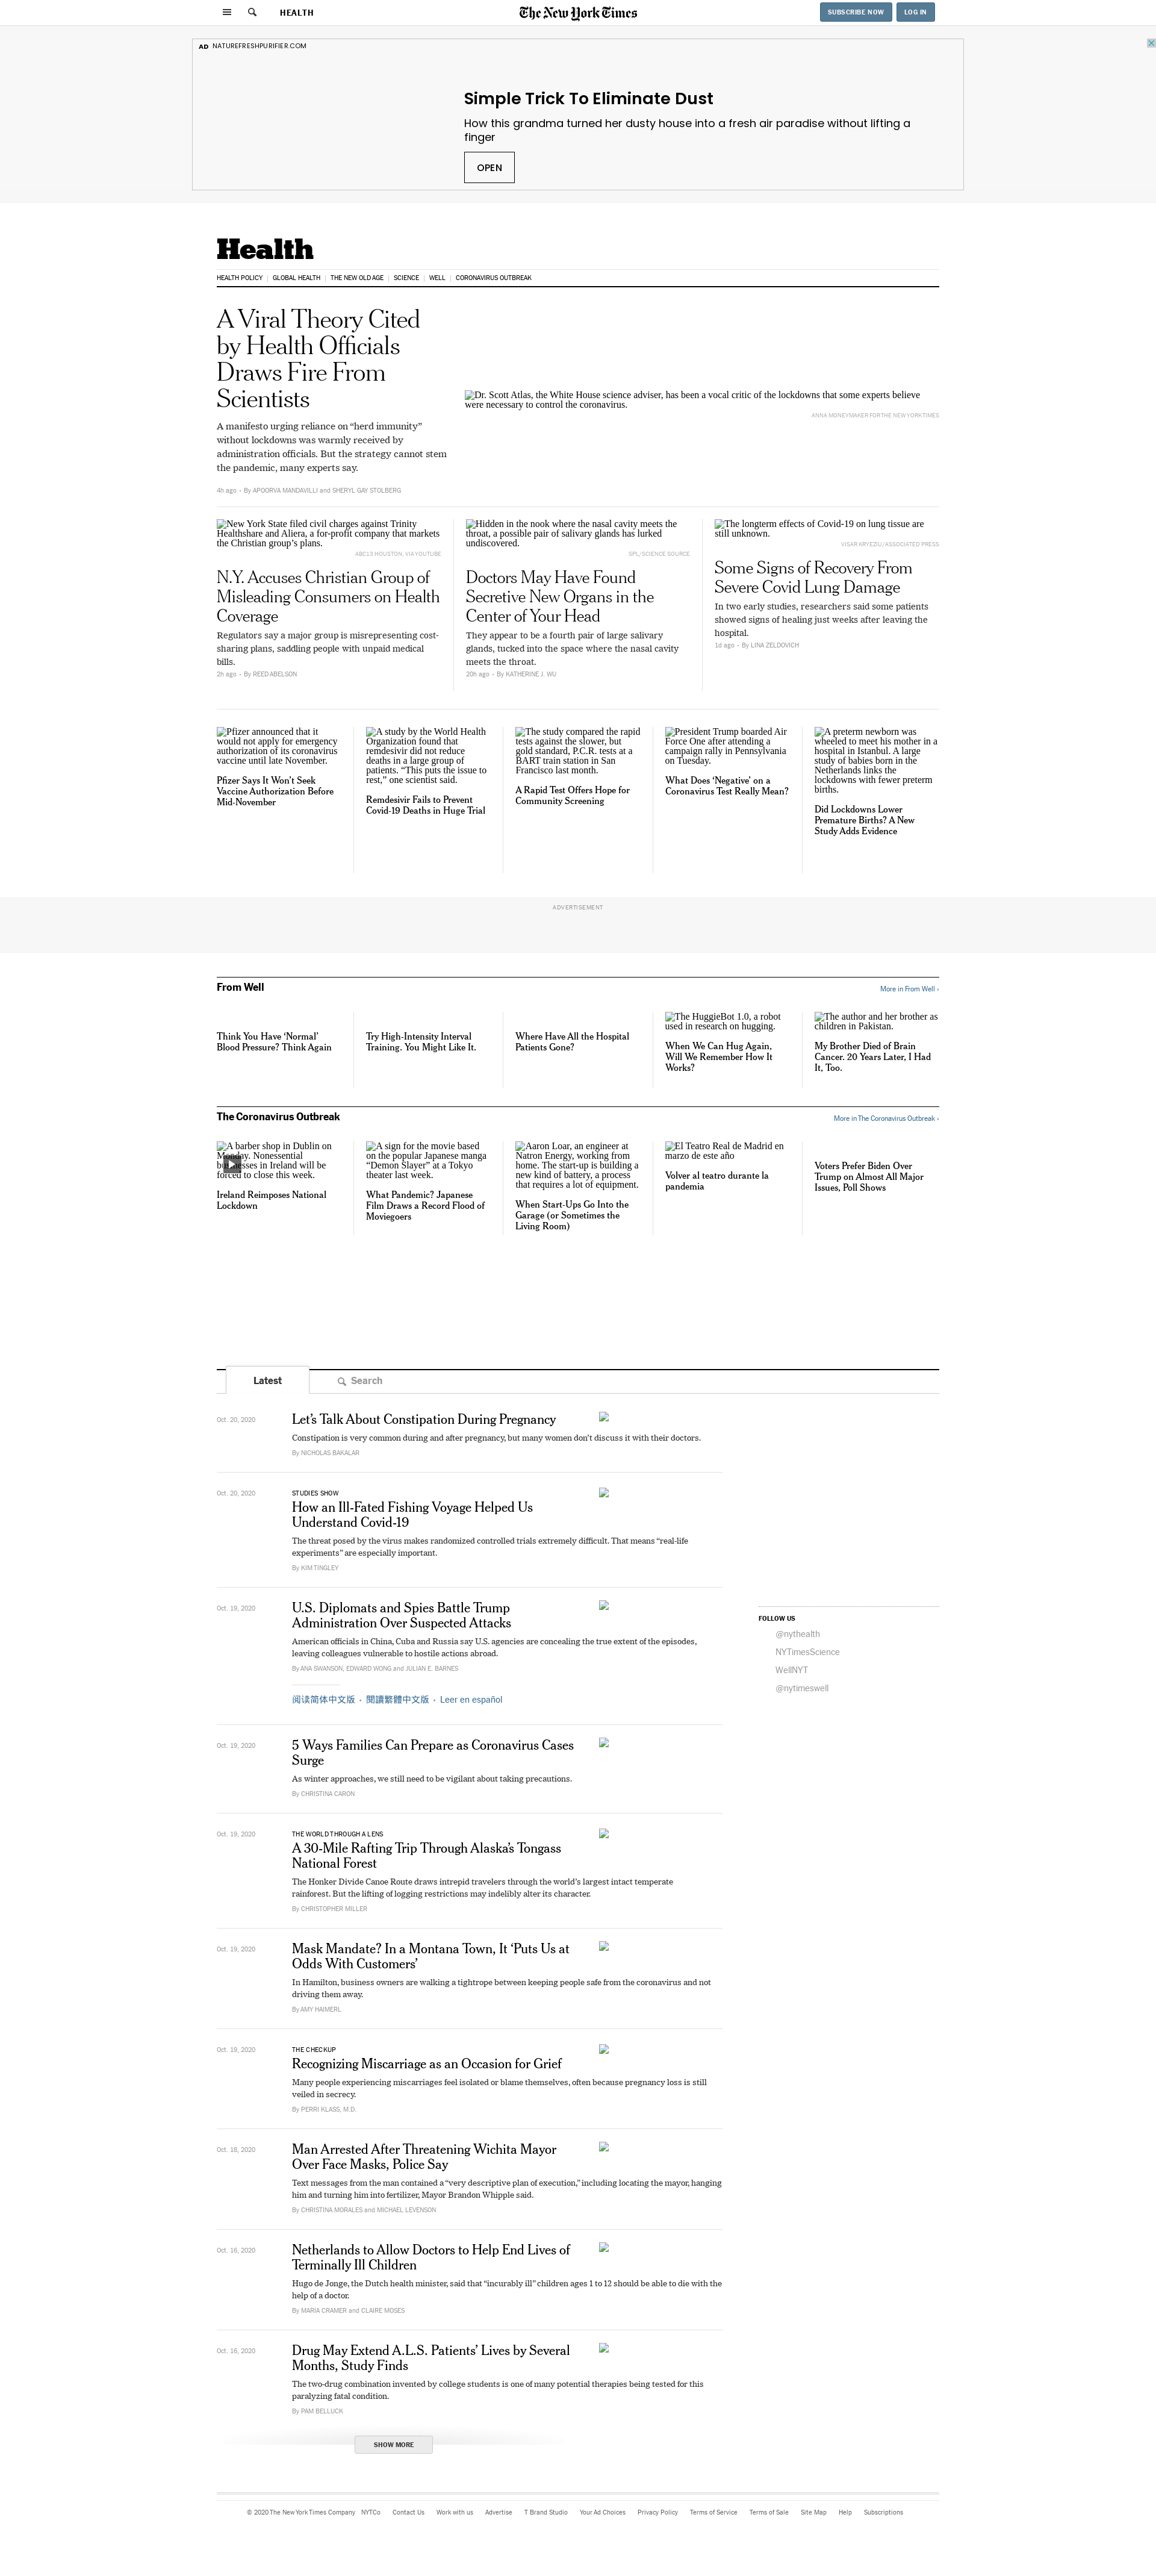 HEALTH
The New York Times
SUBSCRIBE NOW
LOG IN
AD NATUREFRESHPURIFIER.COM
Simple Trick To Eliminate Dust
How this grandma turned her dusty house into a fresh air paradise without lifting a
finger
OPEN
Health
HEALTH POLICY | GLOBAL HEALTH | THE NEW OLD AGE | SCIENCE | WELL | CORONAVIRUS OUTBREAK
A Viral Theory Cited
by Health Officials
Draws Fire From
Scientists
A manifesto urging reliance on “herd immunity”
without lockdowns was warmly received by
administration officials. But the strategy cannot stem
the pandemic, many experts say.
4h ago • By APOORVA MANDAVILLI and SHERYL GAY STOLBERG
Dr. Scott Atlas, the White House science adviser, has been a vocal critic of the lockdowns that some experts believe
were necessary to control the coronavirus.
ANNA MONEYMAKER FOR THE NEW YORK TIMES
New York State filed civil charges against Trinity
Healthshare and Aliera, a for-profit company that markets
the Christian group’s plans.
ABC13 HOUSTON, VIA YOUTUBE
N.Y. Accuses Christian Group of
Misleading Consumers on Health
Coverage
Regulators say a major group is misrepresenting cost-
sharing plans, saddling people with unpaid medical
bills.
2h ago • By REED ABELSON
Hidden in the nook where the nasal cavity meets the
throat, a possible pair of salivary glands has lurked
undiscovered.
SPL/SCIENCE SOURCE
Doctors May Have Found
Secretive New Organs in the
Center of Your Head
They appear to be a fourth pair of large salivary
glands, tucked into the space where the nasal cavity
meets the throat.
20h ago • By KATHERINE J. WU
The longterm effects of Covid-19 on lung tissue are
still unknown.
VISAR KRYEZIU/ASSOCIATED PRESS
Some Signs of Recovery From
Severe Covid Lung Damage
In two early studies, researchers said some patients
showed signs of healing just weeks after leaving the
hospital.
1d ago • By LINA ZELDOVICH
Pfizer announced that it
would not apply for emergency
authorization of its coronavirus
vaccine until late November.
Pfizer Says It Won’t Seek
Vaccine Authorization Before
Mid-November
A study by the World Health
Organization found that
remdesivir did not reduce
deaths in a large group of
patients. “This puts the issue to
rest,” one scientist said.
Remdesivir Fails to Prevent
Covid-19 Deaths in Huge Trial
The study compared the rapid
tests against the slower, but
gold standard, P.C.R. tests at a
BART train station in San
Francisco last month.
A Rapid Test Offers Hope for
Community Screening
President Trump boarded Air
Force One after attending a
campaign rally in Pennsylvania
on Tuesday.
What Does ‘Negative’ on a
Coronavirus Test Really Mean?
A preterm newborn was
wheeled to meet his mother in a
hospital in Istanbul. A large
study of babies born in the
Netherlands links the
lockdowns with fewer preterm
births.
Did Lockdowns Lower
Premature Births? A New
Study Adds Evidence
ADVERTISEMENT
From Well
More in From Well ›
Think You Have ‘Normal’
Blood Pressure? Think Again
Try High-Intensity Interval
Training. You Might Like It.
Where Have All the Hospital
Patients Gone?
The HuggieBot 1.0, a robot
used in research on hugging.
When We Can Hug Again,
Will We Remember How It
Works?
The author and her brother as
children in Pakistan.
My Brother Died of Brain
Cancer. 20 Years Later, I Had
It, Too.
The Coronavirus Outbreak
More in The Coronavirus Outbreak ›
A barber shop in Dublin on
Monday. Nonessential
businesses in Ireland will be
forced to close this week.
Ireland Reimposes National
Lockdown
A sign for the movie based
on the popular Japanese manga
“Demon Slayer” at a Tokyo
theater last week.
What Pandemic? Japanese
Film Draws a Record Flood of
Moviegoers
Aaron Loar, an engineer at
Natron Energy, working from
home. The start-up is building a
new kind of battery, a process
that requires a lot of equipment.
When Start-Ups Go Into the
Garage (or Sometimes the
Living Room)
El Teatro Real de Madrid en
marzo de este año
Volver al teatro durante la
pandemia
Voters Prefer Biden Over
Trump on Almost All Major
Issues, Poll Shows
Latest
Search
Oct. 20, 2020
Let’s Talk About Constipation During Pregnancy
Constipation is very common during and after pregnancy, but many women don’t discuss it with their doctors.
By NICHOLAS BAKALAR
Oct. 20, 2020
STUDIES SHOW
How an Ill-Fated Fishing Voyage Helped Us
Understand Covid-19
The threat posed by the virus makes randomized controlled trials extremely difficult. That means “real-life
experiments” are especially important.
By KIM TINGLEY
Oct. 19, 2020
U.S. Diplomats and Spies Battle Trump
Administration Over Suspected Attacks
American officials in China, Cuba and Russia say U.S. agencies are concealing the true extent of the episodes,
leaving colleagues vulnerable to hostile actions abroad.
By ANA SWANSON, EDWARD WONG and JULIAN E. BARNES
阅读简体中文版 • 閱讀繁體中文版 • Leer en español
FOLLOW US
@nythealth
NYTimesScience
WellNYT
@nytimeswell
Oct. 19, 2020
5 Ways Families Can Prepare as Coronavirus Cases
Surge
As winter approaches, we still need to be vigilant about taking precautions.
By CHRISTINA CARON
Oct. 19, 2020
THE WORLD THROUGH A LENS
A 30-Mile Rafting Trip Through Alaska’s Tongass
National Forest
The Honker Divide Canoe Route draws intrepid travelers through the world’s largest intact temperate
rainforest. But the lifting of logging restrictions may indelibly alter its character.
By CHRISTOPHER MILLER
Oct. 19, 2020
Mask Mandate? In a Montana Town, It ‘Puts Us at
Odds With Customers’
In Hamilton, business owners are walking a tightrope between keeping people safe from the coronavirus and not
driving them away.
By AMY HAIMERL
Oct. 19, 2020
THE CHECKUP
Recognizing Miscarriage as an Occasion for Grief
Many people experiencing miscarriages feel isolated or blame themselves, often because pregnancy loss is still
veiled in secrecy.
By PERRI KLASS, M.D.
Oct. 18, 2020
Man Arrested After Threatening Wichita Mayor
Over Face Masks, Police Say
Text messages from the man contained a “very descriptive plan of execution,” including locating the mayor, hanging
him and turning him into fertilizer, Mayor Brandon Whipple said.
By CHRISTINA MORALES and MICHAEL LEVENSON
Oct. 16, 2020
Netherlands to Allow Doctors to Help End Lives of
Terminally Ill Children
Hugo de Jonge, the Dutch health minister, said that “incurably ill” children ages 1 to 12 should be able to die with the
help of a doctor.
By MARIA CRAMER and CLAIRE MOSES
Oct. 16, 2020
Drug May Extend A.L.S. Patients’ Lives by Several
Months, Study Finds
The two-drug combination invented by college students is one of many potential therapies being tested for this
paralyzing fatal condition.
By PAM BELLUCK
SHOW MORE
© 2020 The New York Times Company NYTCo Contact Us Work with us Advertise T Brand Studio Your Ad Choices Privacy Policy Terms of Service Terms of Sale Site Map Help Subscriptions